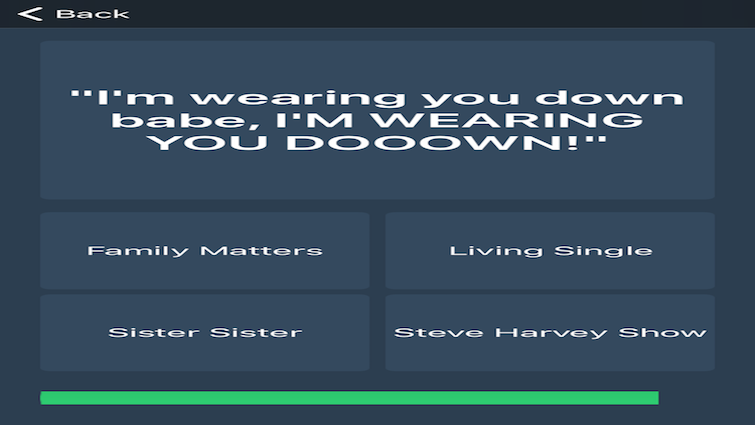 Back
"I'm wearing you down
babe, I'M WEARING
YOU DOOOWN!"
Family Matters
Living Single
Sister Sister
Steve Harvey Show